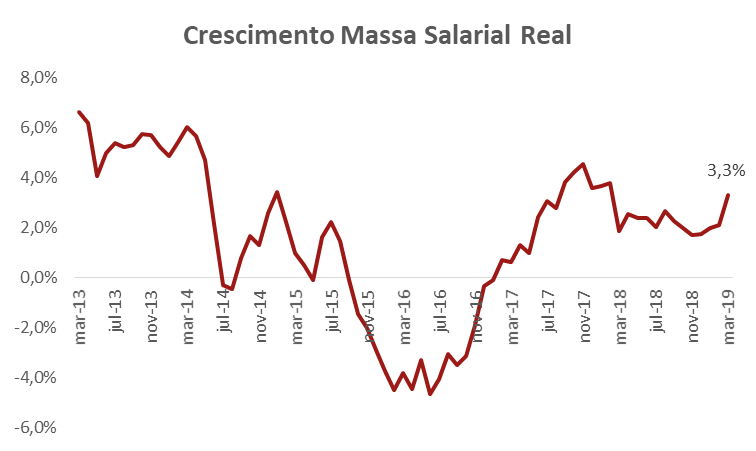 Crescimento Massa Salarial Real
8,0%
6,0%
4,0%
2,0%
0,0%
-2,0%
-4,0%
-6,0%
3,3%
mar-13
jul-13
nov-13
mar-14
jul-14
nov-14
mar-15
jul-15
nov-15
mar-16
jul-16
nov-16
mar-17
jul-17
nov-17
mar-18
jul-18
nov-18
mar-19